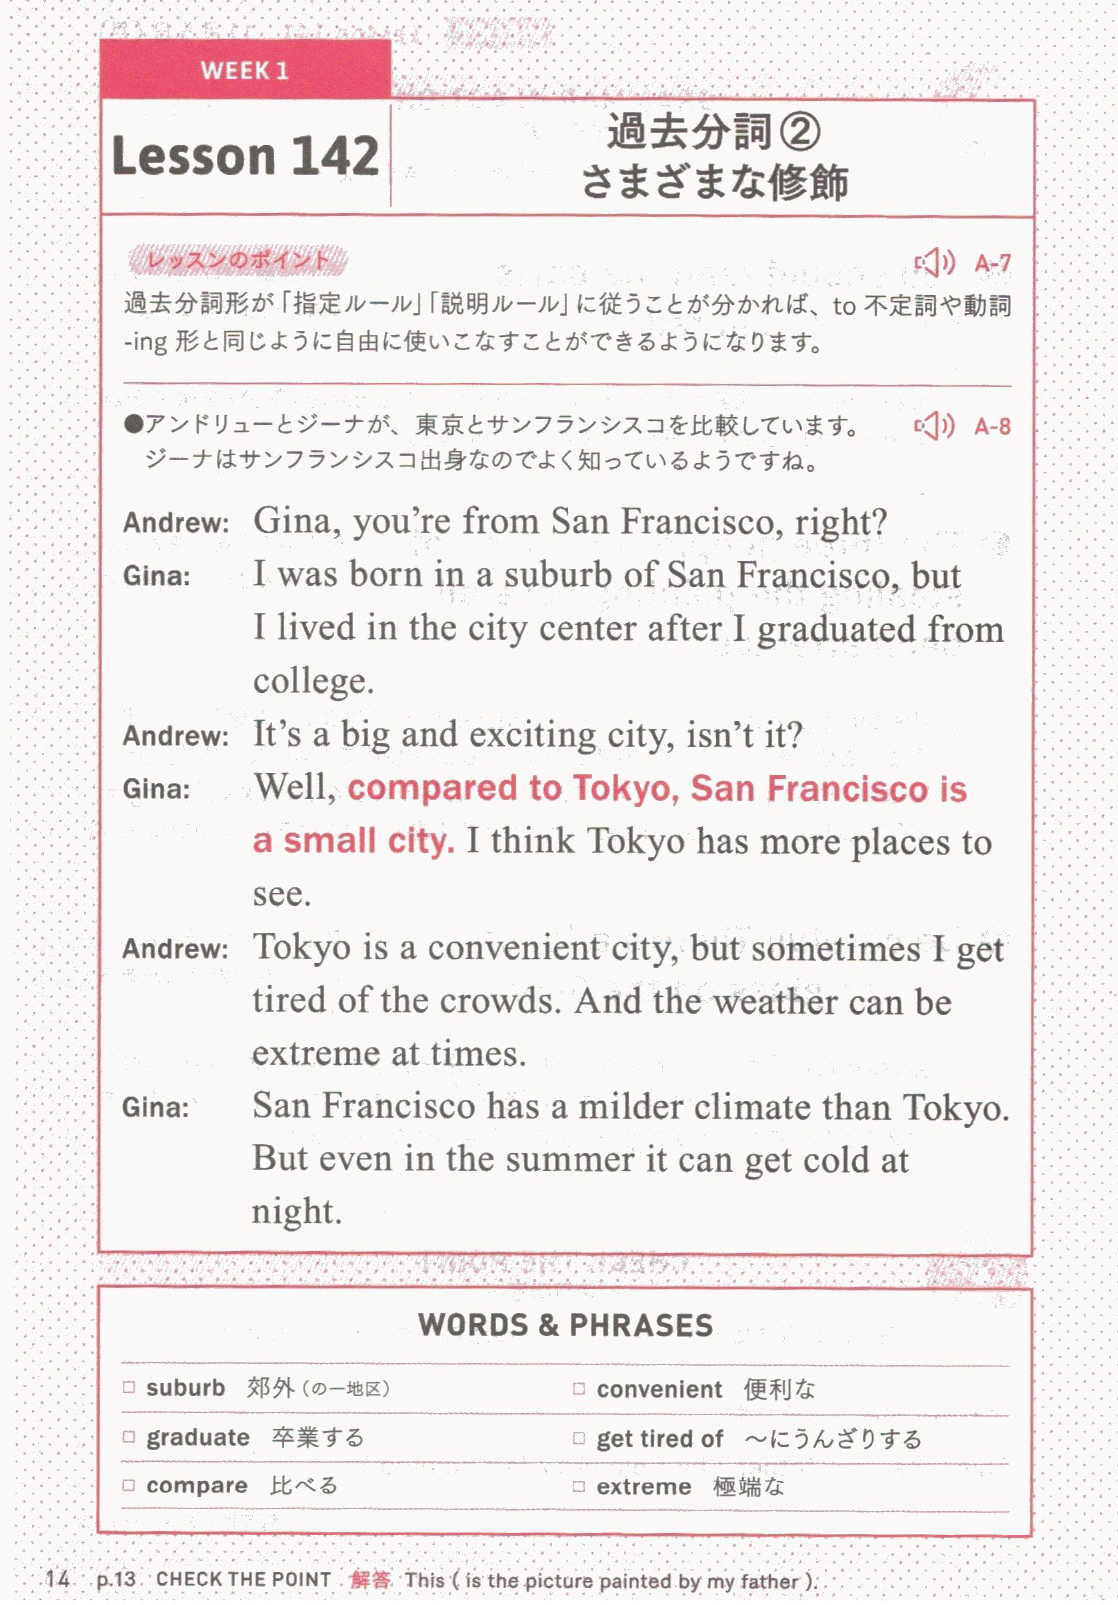 WEEK 1
Lesson 142
過去分詞②
さまざまな修飾
レッスンのポイント
A-7
過去分詞形が「指定ルール」「説明ルール」に従うことが分かれば、to 不定詞や動詞
-ing 形と同じように自由に使いこなすことができるようになります。
●アンドリューとジーナが、東京とサンフランシスコを比較しています。
A-8
ジーナはサンフランシスコ出身なのでよく知っているようですね。
Andrew: Gina, you're from San Francisco, right?
Gina: I was born in a suburb of San Francisco, but
I lived in the city center after I graduated from
college.
Andrew: It's a big and exciting city, isn't it?
Gina: Well, compared to Tokyo, San Francisco is
a small city. I think Tokyo has more places to
see.
Andrew: Tokyo is a convenient city, but sometimes I get
tired of the crowds. And the weather can be
extreme at times.
Gina: San Francisco has a milder climate than Tokyo.
But even in the summer it can get cold at
night.
WORDS & PHRASES
□ suburb 郊外（の一地区）
□ convenient 便利な
□ graduate 卒業する
□ get tired of 〜にうんざりする
□ compare 比べる
□ extreme 極端な
14 p.13 CHECK THE POINT 解答 This ( is the picture painted by my father ).